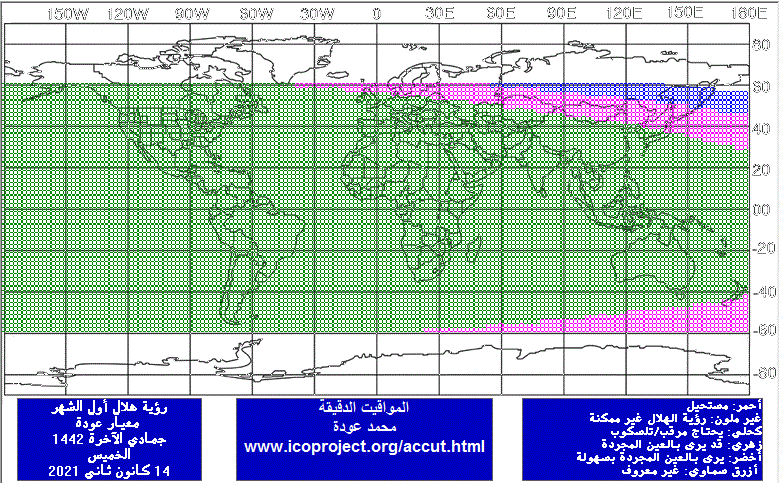 150W 120W 90W 60W 30W 0 30E 60E 90E 120E 150E 180E
80
60
40
20
00
-20
-40
-60
-80
رؤية هلال أول الشهر
معيار عودة
جمادي الآخرة 1442
الخميس
14 كانون ثاني 2021
المواقيت الدقيقة
محمد عودة
www.icoproject.org/accut.html
أحمر: مستحيل
غير ملون: رؤية الهلال غير ممكنة
كحلي: يحتاج مرقب/تلسكوب
زهري: قد يرى بالعين المجردة
أخضر: يرى بالعين المجردة بسهولة
أزرق سماوي: غير معروف